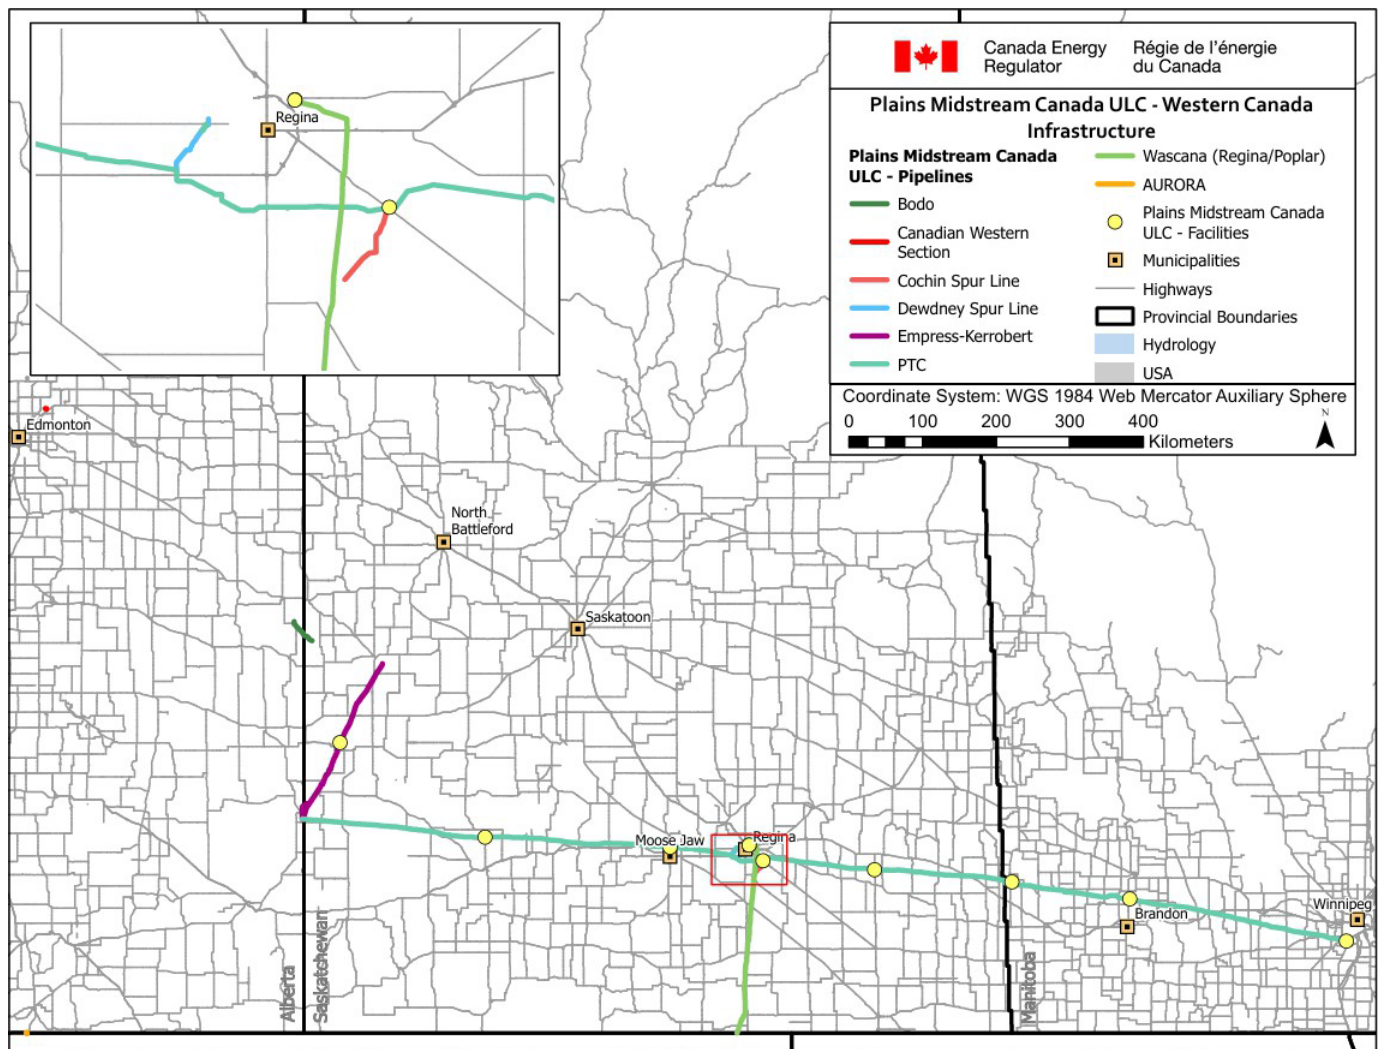 Canada Energy
Regulator
Régie de l'énergie
du Canada
Plains Midstream Canada ULC - Western Canada
Infrastructure
Plains Midstream Canada
ULC - Pipelines
Bodo
Canadian Western
Section
Cochin Spur Line
Dewdney Spur Line
Empress-Kerrobert
PTC
Wascana (Regina/Poplar)
AURORA
Plains Midstream Canada
ULC - Facilities
Municipalities
Highways
Provincial Boundaries
Hydrology
USA
Coordinate System: WGS 1984 Web Mercator Auxiliary Sphere
0 100 200 300 400
Kilometers
N
Regina
Edmonton
North
Battleford
Saskatoon
Moose Jaw
Regina
Brandon
Winnipeg
Alberta
Saskatchewan
Manitoba